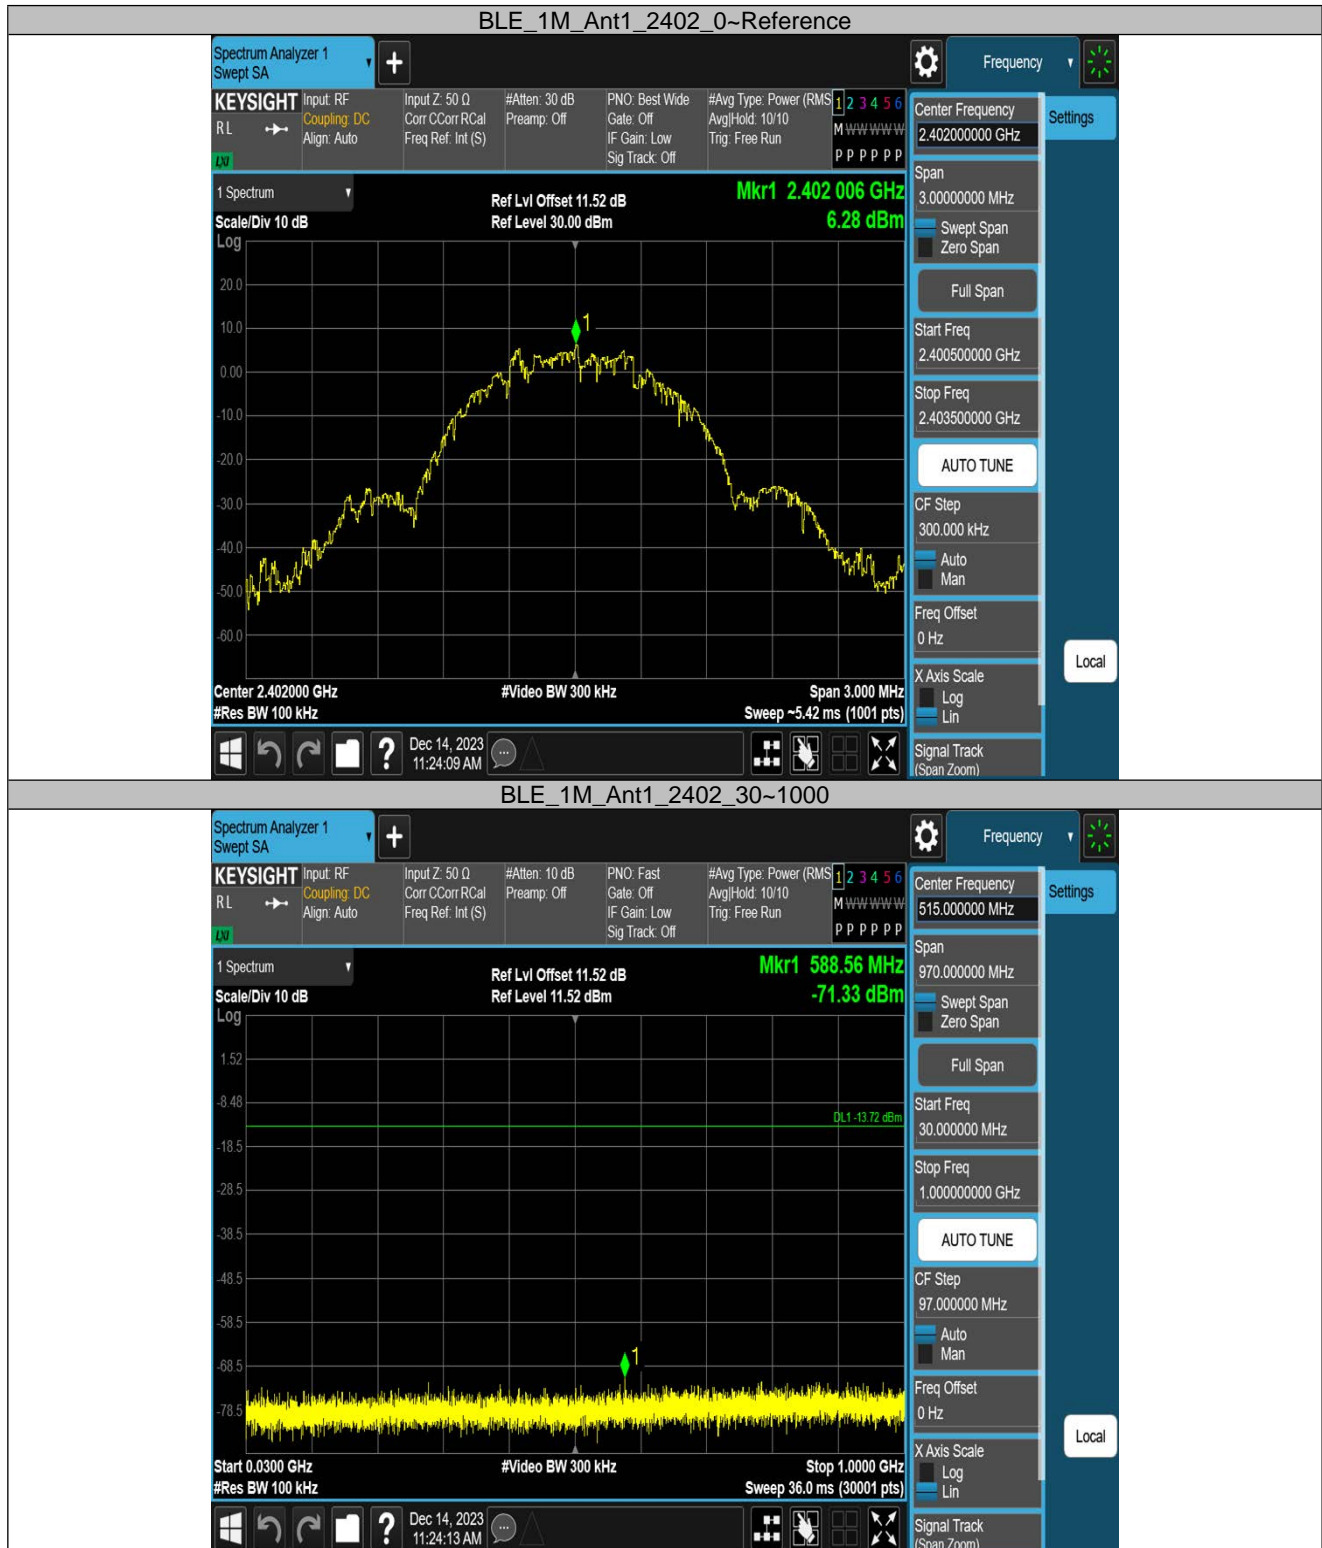 BLE_1M_Ant1_2402_0~Reference
Spectrum Analyzer 1
Swept SA
Frequency
KEYSIGHT
RL
LXI
Input: RF
Coupling: DC
Align: Auto
Input Z: 50 Ω
Corr CCorr RCal
Freq Ref: Int (S)
#Atten: 30 dB
Preamp: Off
PNO: Best Wide
Gate: Off
IF Gain: Low
Sig Track: Off
#Avg Type: Power (RMS
Avg|Hold: 10/10
Trig: Free Run
1 2 3 4 5 6
M W W W W W
P P P P P P
1 Spectrum
Scale/Div 10 dB
Ref Lvl Offset 11.52 dB
Ref Level 30.00 dBm
Mkr1 2.402 006 GHz
6.28 dBm
Log
20.0
10.0
0.00
-10.0
-20.0
-30.0
-40.0
-50.0
-60.0
1
Center 2.402000 GHz
#Res BW 100 kHz
#Video BW 300 kHz
Span 3.000 MHz
Sweep ~5.42 ms (1001 pts)
Dec 14, 2023
11:24:09 AM
Center Frequency
2.402000000 GHz
Settings
Span
3.00000000 MHz
Swept Span
Zero Span
Full Span
Start Freq
2.400500000 GHz
Stop Freq
2.403500000 GHz
AUTO TUNE
CF Step
300.000 kHz
Auto
Man
Freq Offset
0 Hz
X Axis Scale
Log
Lin
Local
Signal Track
(Span Zoom)
BLE_1M_Ant1_2402_30~1000
Spectrum Analyzer 1
Swept SA
Frequency
KEYSIGHT
RL
LXI
Input: RF
Coupling: DC
Align: Auto
Input Z: 50 Ω
Corr CCorr RCal
Freq Ref: Int (S)
#Atten: 10 dB
Preamp: Off
PNO: Fast
Gate: Off
IF Gain: Low
Sig Track: Off
#Avg Type: Power (RMS
Avg|Hold: 10/10
Trig: Free Run
1 2 3 4 5 6
M W W W W W
P P P P P P
1 Spectrum
Scale/Div 10 dB
Ref Lvl Offset 11.52 dB
Ref Level 11.52 dBm
Mkr1 588.56 MHz
-71.33 dBm
Log
1.52
-8.48
-18.5
-28.5
-38.5
-48.5
-58.5
-68.5
-78.5
DL1 -13.72 dBm
1
Start 0.0300 GHz
#Res BW 100 kHz
#Video BW 300 kHz
Stop 1.0000 GHz
Sweep 36.0 ms (30001 pts)
Dec 14, 2023
11:24:13 AM
Center Frequency
515.000000 MHz
Settings
Span
970.000000 MHz
Swept Span
Zero Span
Full Span
Start Freq
30.000000 MHz
Stop Freq
1.000000000 GHz
AUTO TUNE
CF Step
97.000000 MHz
Auto
Man
Freq Offset
0 Hz
X Axis Scale
Log
Lin
Local
Signal Track
(Span Zoom)